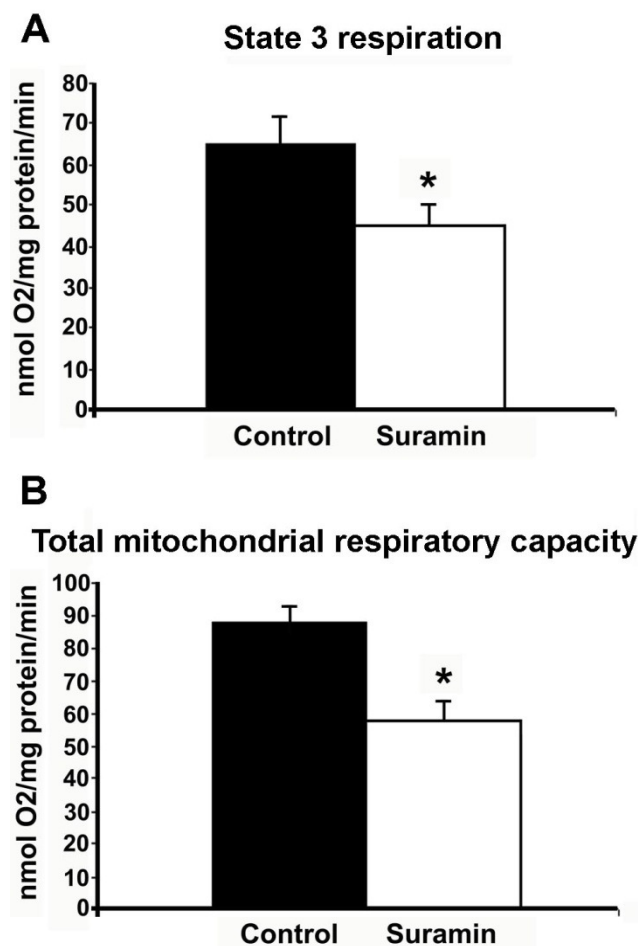 A
State 3 respiration
nmol O2/mg protein/min
80
70
60
50
40
30
20
10
0
*
Control Suramin
B
Total mitochondrial respiratory capacity
nmol O2/mg protein/min
100
90
80
70
60
50
40
30
20
10
0
*
Control Suramin